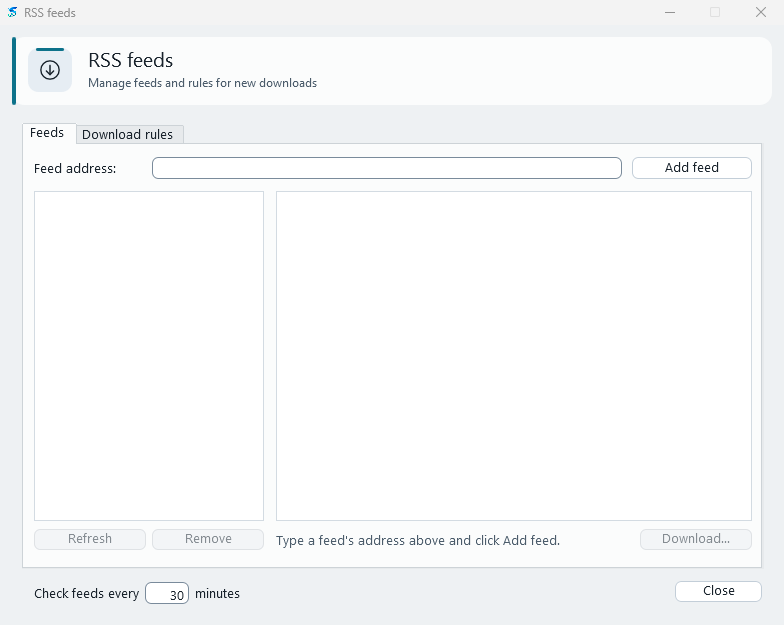 RSS feeds
RSS feeds
Manage feeds and rules for new downloads
Feeds
Download rules
Feed address:
Add feed
Refresh
Remove
Type a feed's address above and click Add feed.
Download...
Check feeds every 30 minutes
Close